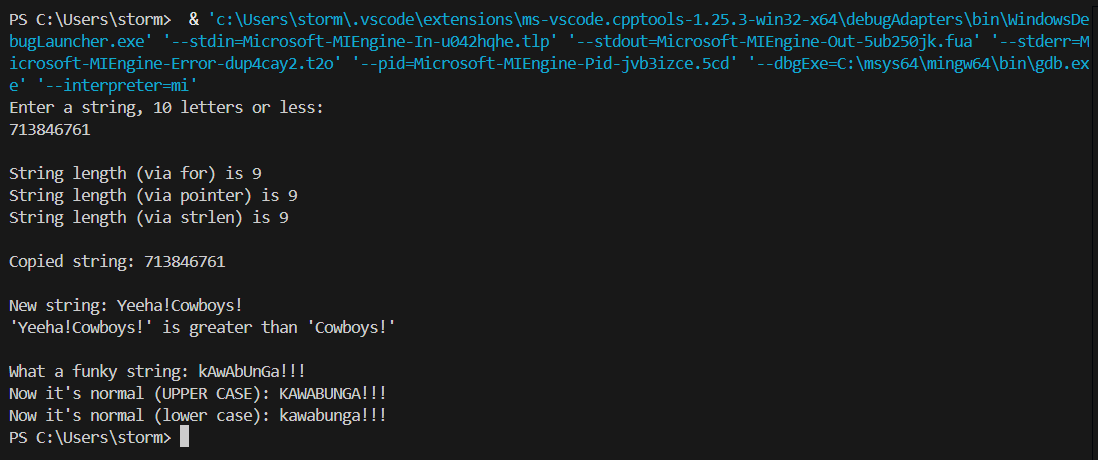 PS C:\Users\storm>  & 'c:\Users\storm\.vscode\extensions\ms-vscode.cpptools-1.25.3-win32-x64\debugAdapters\bin\WindowsDe
bugLauncher.exe' '--stdin=Microsoft-MIEngine-In-u042hqhe.tlp' '--stdout=Microsoft-MIEngine-Out-5ub250jk.fua' '--stderr=M
icrosoft-MIEngine-Error-dup4cay2.t2o' '--pid=Microsoft-MIEngine-Pid-jvb3izce.5cd' '--dbgExe=C:\msys64\mingw64\bin\gdb.ex
e' '--interpreter=mi'
Enter a string, 10 letters or less:
713846761
String length (via for) is 9
String length (via pointer) is 9
String length (via strlen) is 9
Copied string: 713846761
New string: Yeeha!Cowboys!
'Yeeha!Cowboys!' is greater than 'Cowboys!'
What a funky string: kAwAbUnGa!!!
Now it's normal (UPPER CASE): KAWABUNGA!!!
Now it's normal (lower case): kawabunga!!!
PS C:\Users\storm>